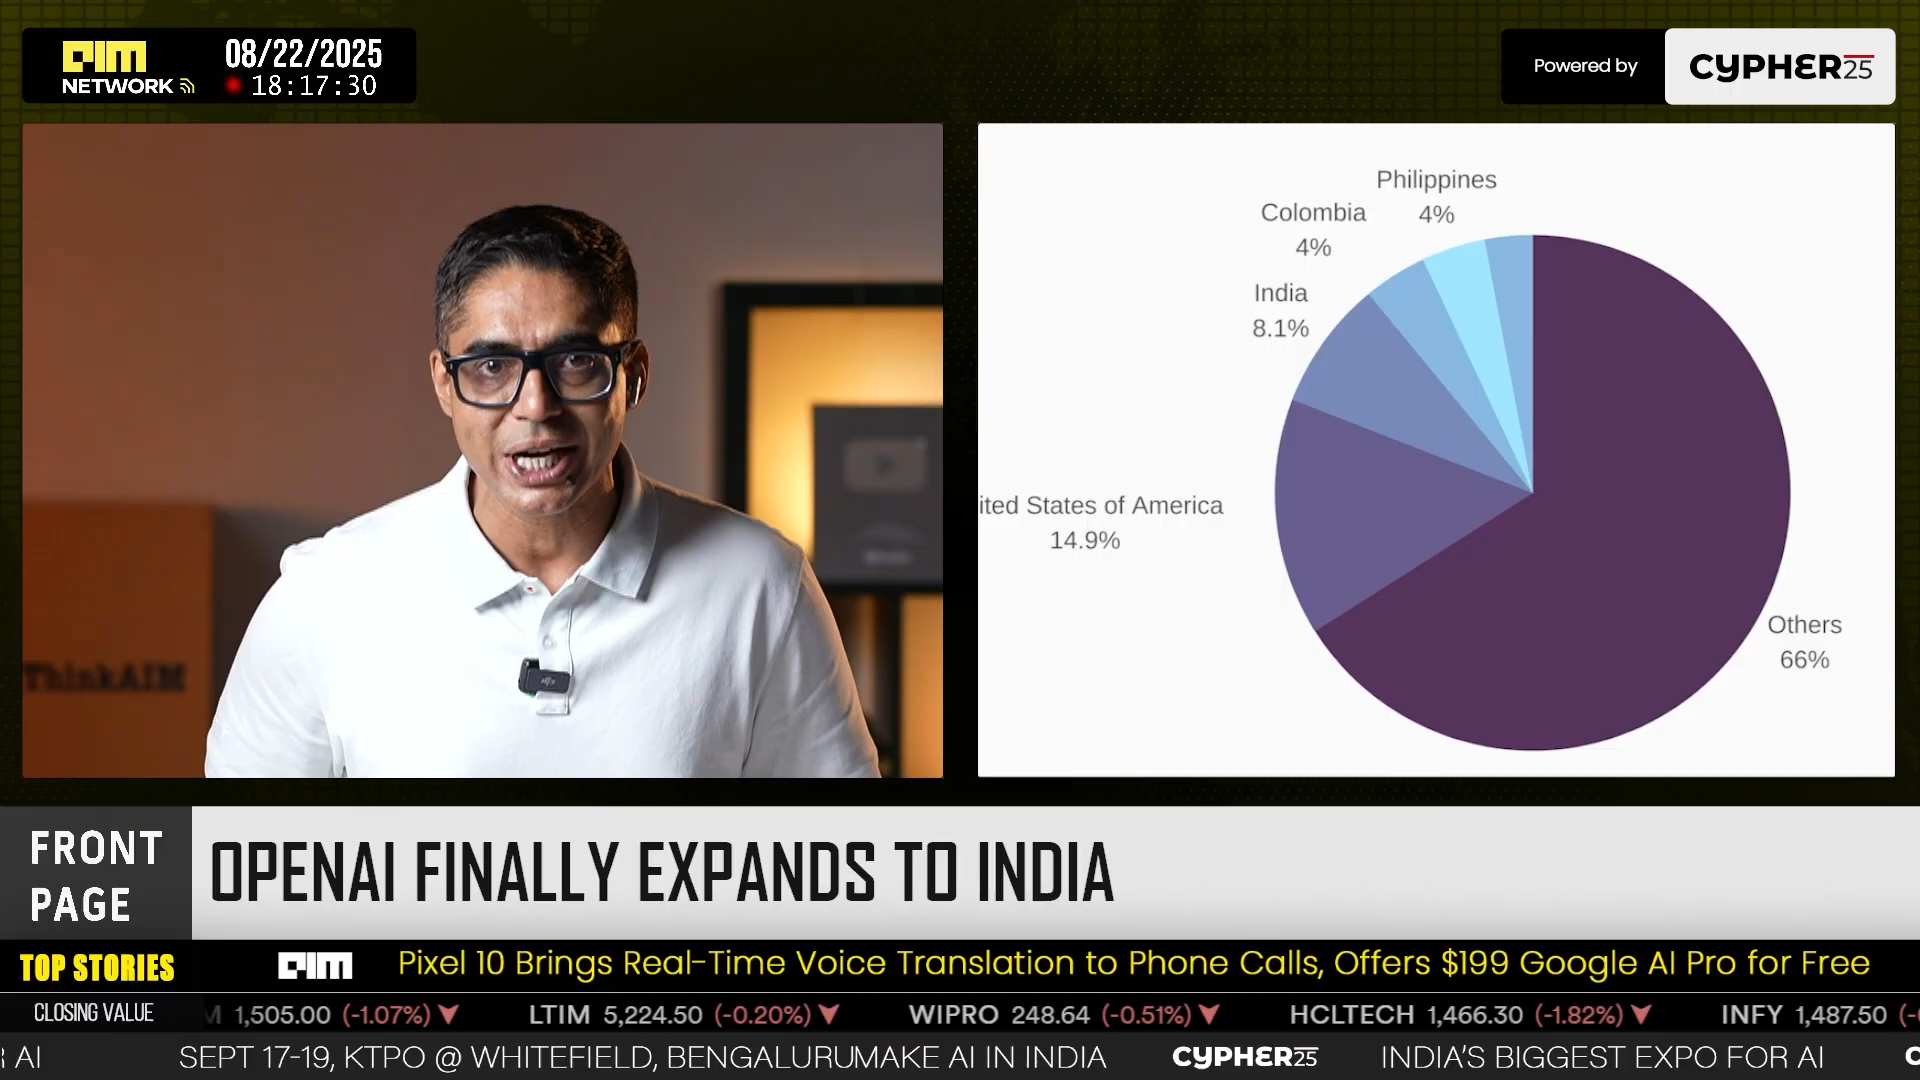 AIM
NETWORK
08/22/2025
18:17:30
Powered by
CYPHER25
Philippines
4%
Colombia
4%
India
8.1%
ited States of America
14.9%
Others
66%
ThinkAIM
FRONT
PAGE
OPENAI FINALLY EXPANDS TO INDIA
TOP STORIES
AIM Pixel 10 Brings Real-Time Voice Translation to Phone Calls, Offers $199 Google AI Pro for Free
CLOSING VALUE
M 1,505.00 (-1.07%) LTIM 5,224.50 (-0.20%) WIPRO 248.64 (-0.51%) HCLTECH 1,466.30 (-1.82%) INFY 1,487.50 (-
R AI SEPT 17-19, KTPO @ WHITEFIELD, BENGALURUMAKE AI IN INDIA CYPHER25 INDIA'S BIGGEST EXPO FOR AI C